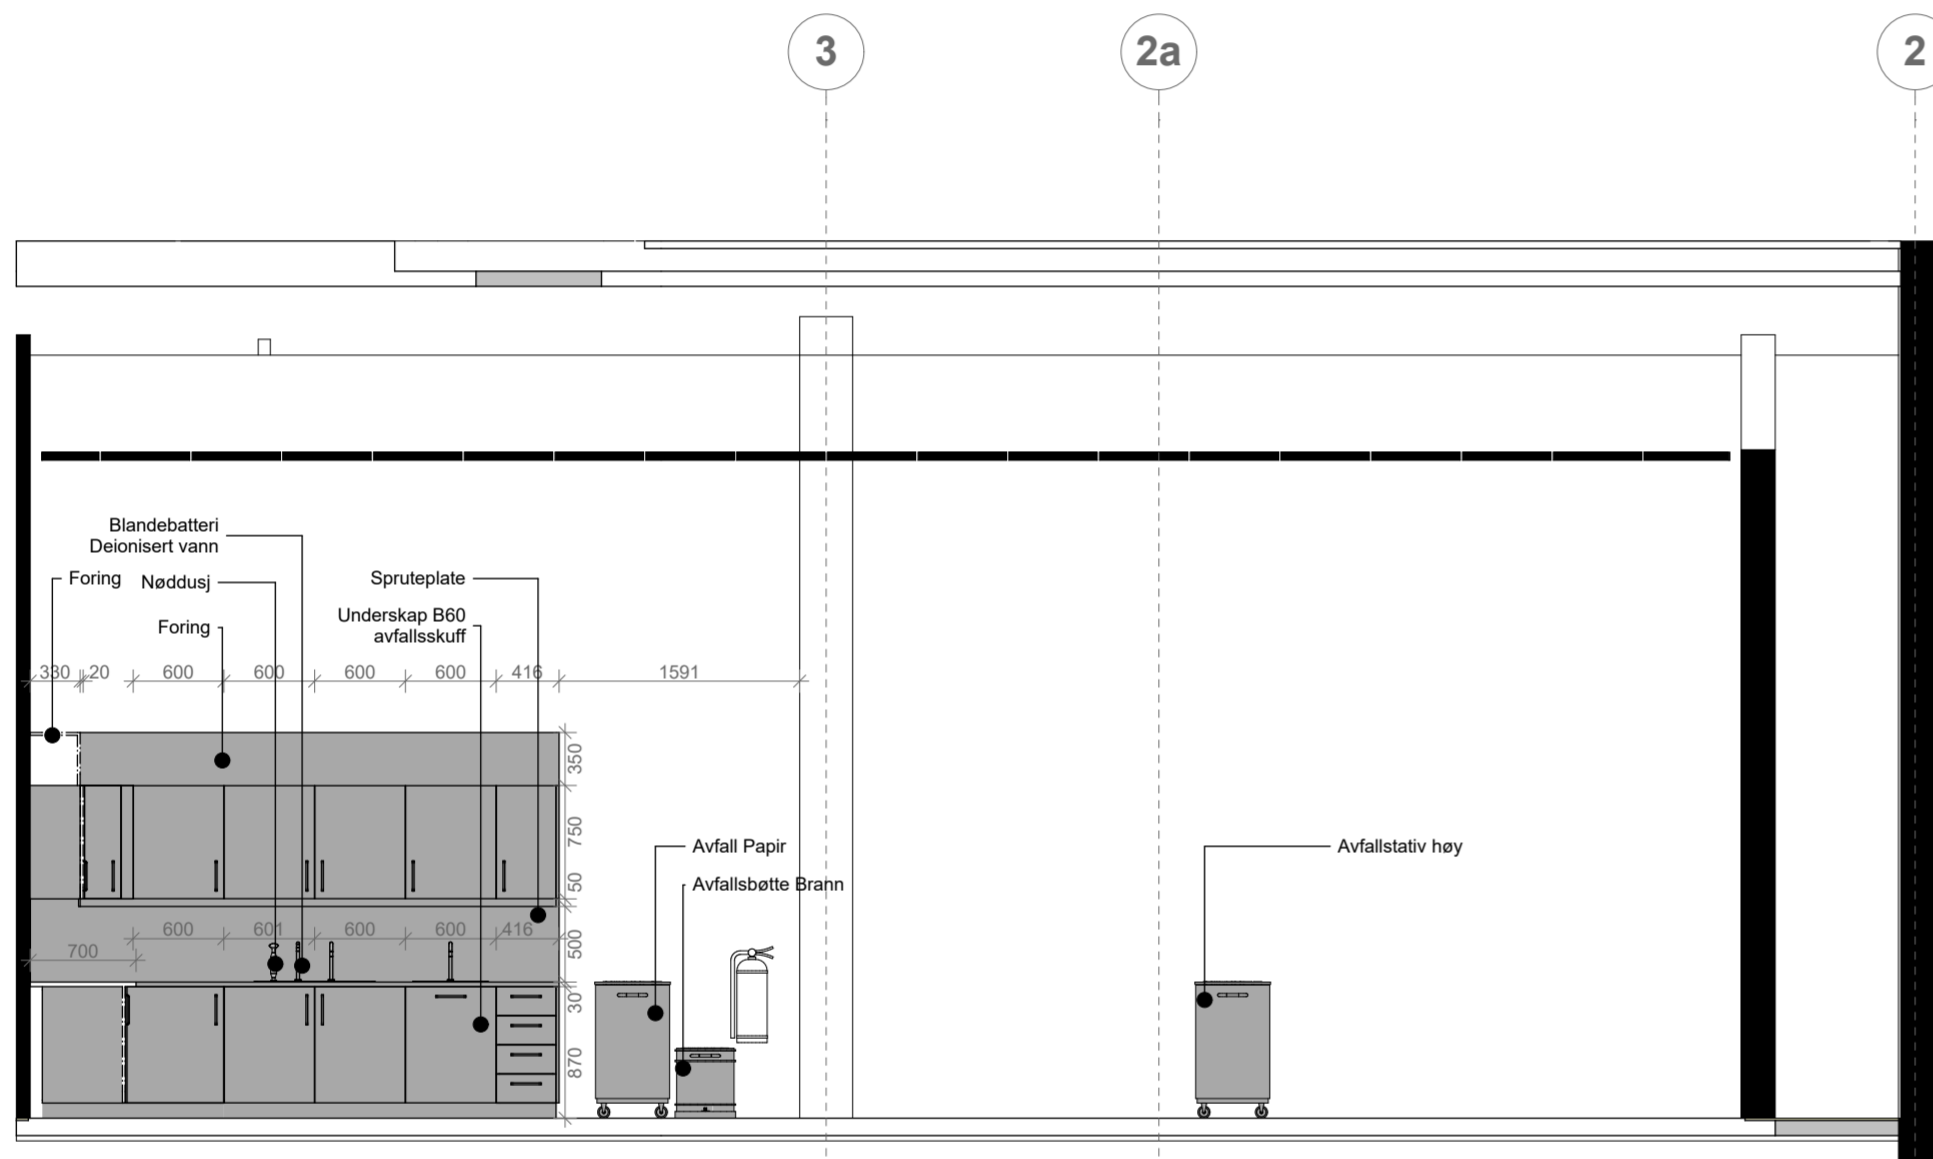 3
2a
2
Blandebatteri
Deionisert vann
Foring
Nøddusj
Spruteplate
Foring
Underskap B60
avfallsskuff
330
20
600
600
600
600
416
1591
350
750
50
500
30
870
600
601
600
600
416
700
Avfall Papir
Avfallsbøtte Brann
Avfallstativ høy